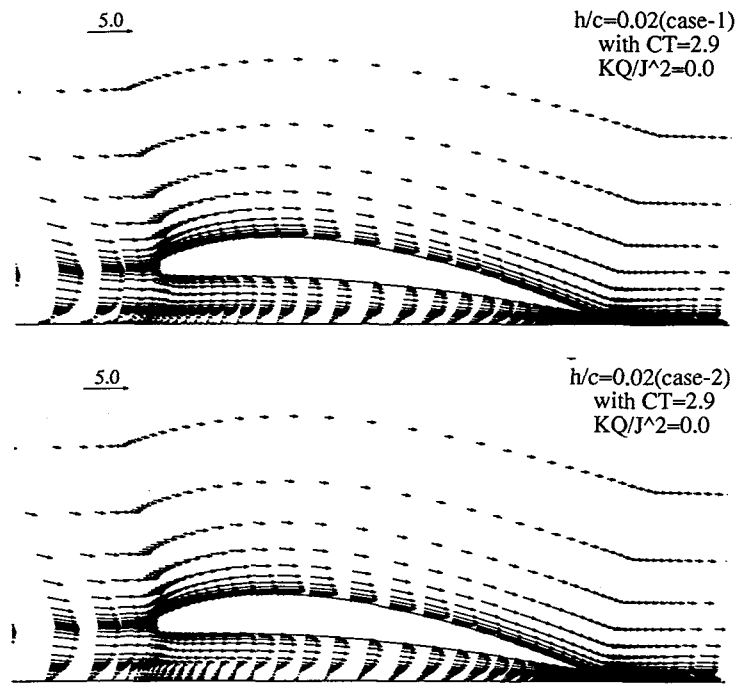 5.0
h/c=0.02(case-1)
with CT=2.9
KQ/J^2=0.0
5.0
h/c=0.02(case-2)
with CT=2.9
KQ/J^2=0.0